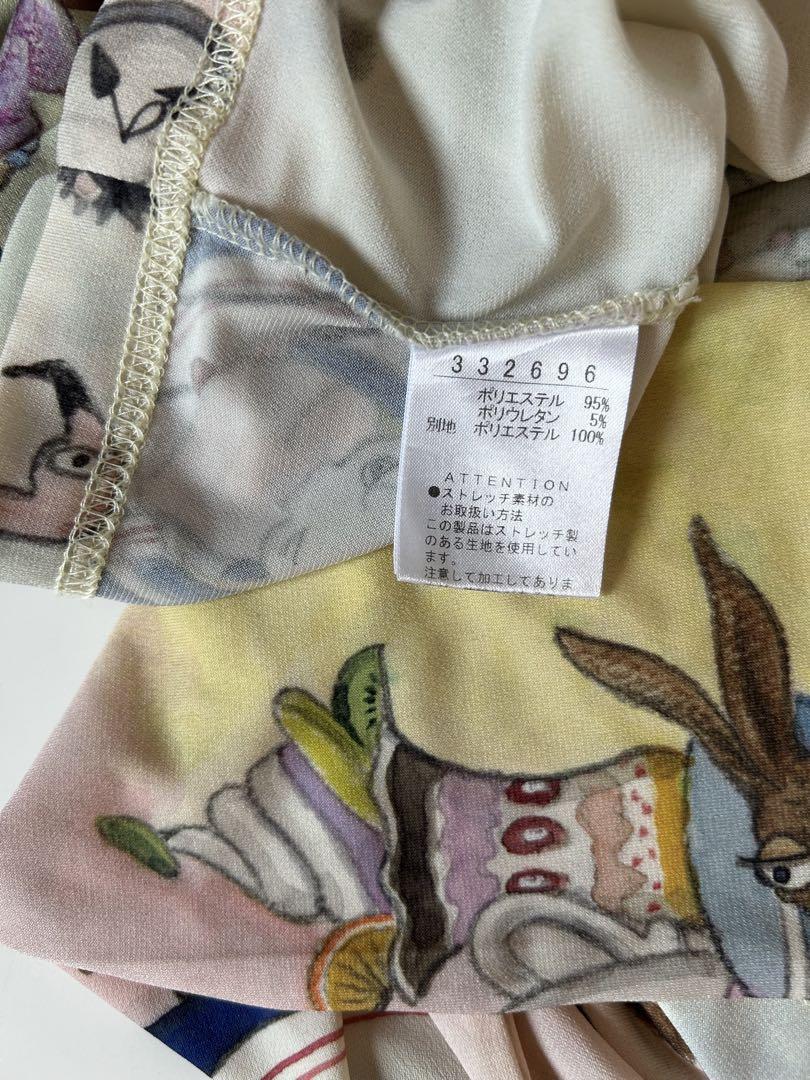 332696
ポリエステル 95%
ポリウレタン 5%
別地 ポリエステル 100%
ATTENTION
●ストレッチ素材の
お取扱い方法
この製品はストレッチ製
のある生地を使用してい
ます。
注意して加工してありま